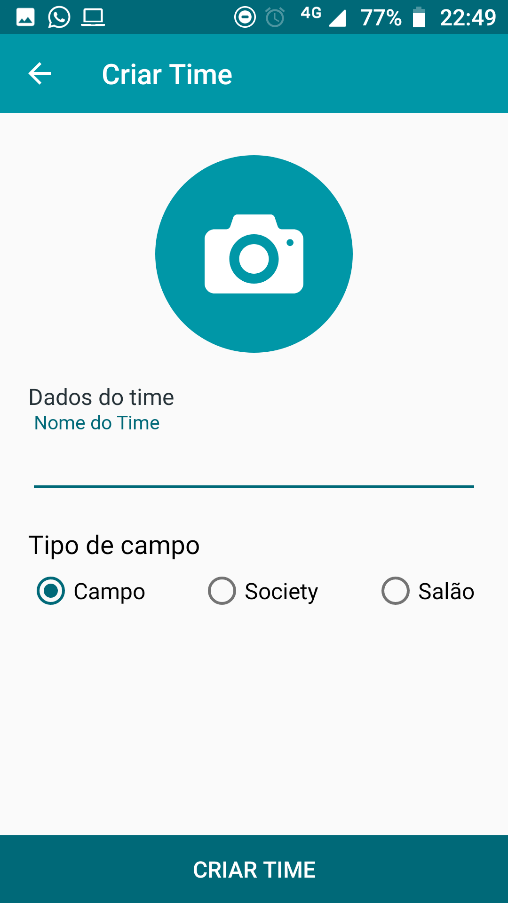 4G 77% 22:49
Criar Time
Dados do time
Nome do Time
Tipo de campo
Campo Society Salão
CRIAR TIME